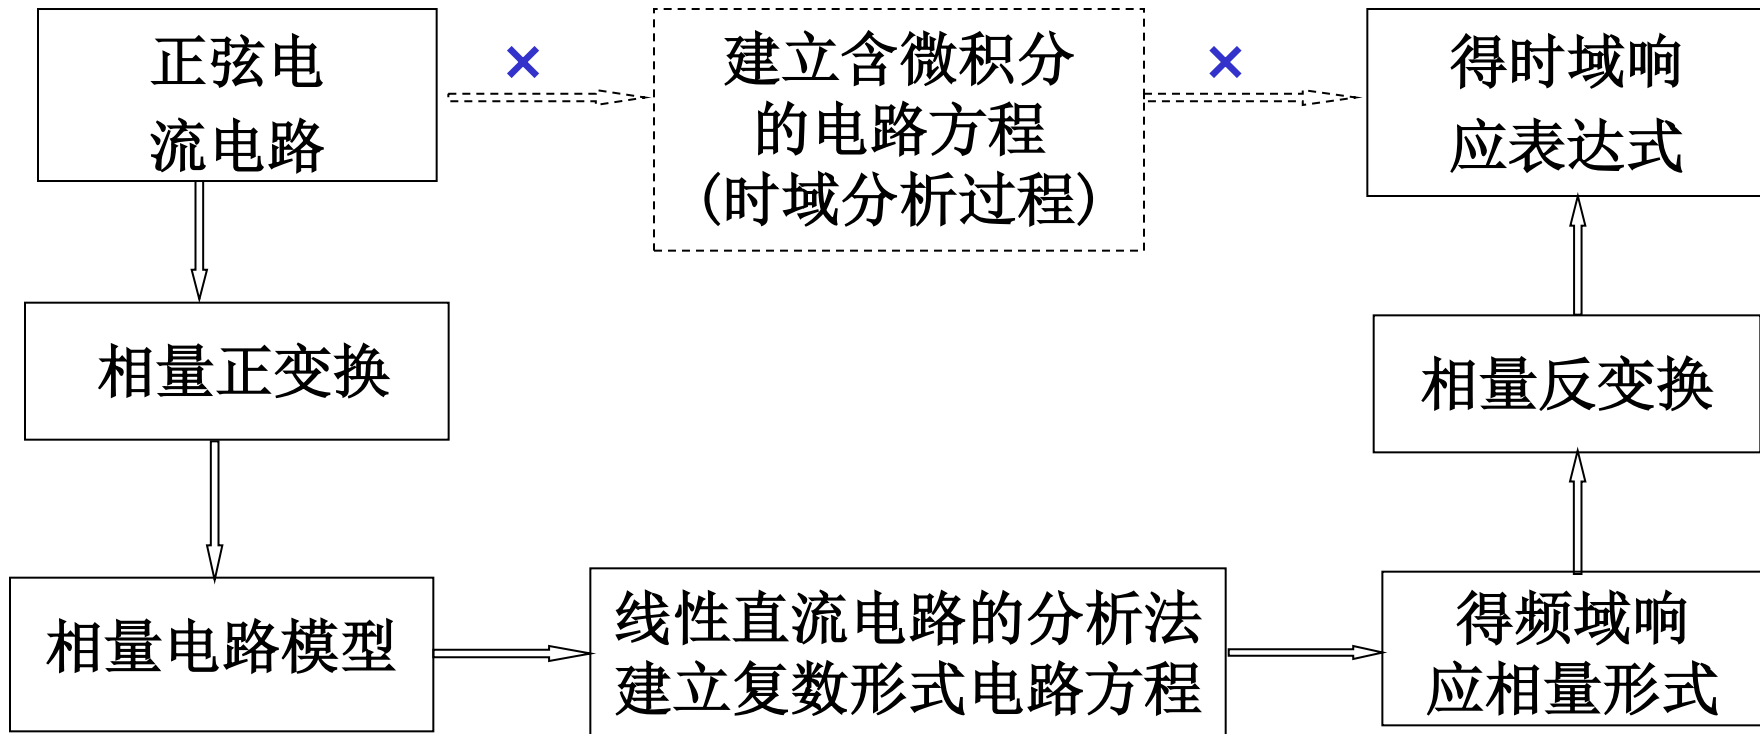 正弦电
流电路
×
建立含微积分
的电路方程
(时域分析过程)
×
得时域响
应表达式
相量正变换
相量反变换
相量电路模型
线性直流电路的分析法
建立复数形式电路方程
得频域响
应相量形式